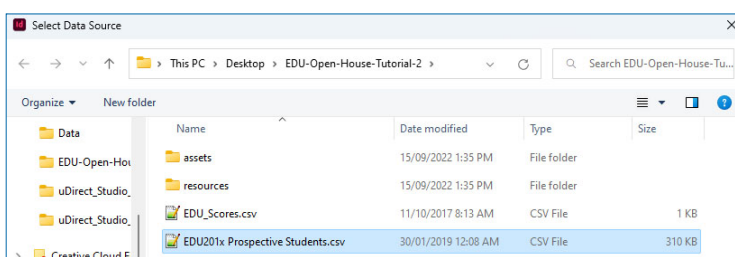 Id Select Data Source
This PC > Desktop > EDU-Open-House-Tutorial-2 > Search EDU-Open-House-Tu...
Organize New folder
Name Date modified Type Size
Data
assets 15/09/2022 1:35 PM File folder
EDU-Open-Hou
resources 15/09/2022 1:35 PM File folder
uDirect_Studio_
EDU_Scores.csv 11/10/2017 8:13 AM CSV File 1 KB
uDirect_Studio_
EDU201x Prospective Students.csv 30/01/2019 12:08 AM CSV File 310 KB
Creative Cloud F